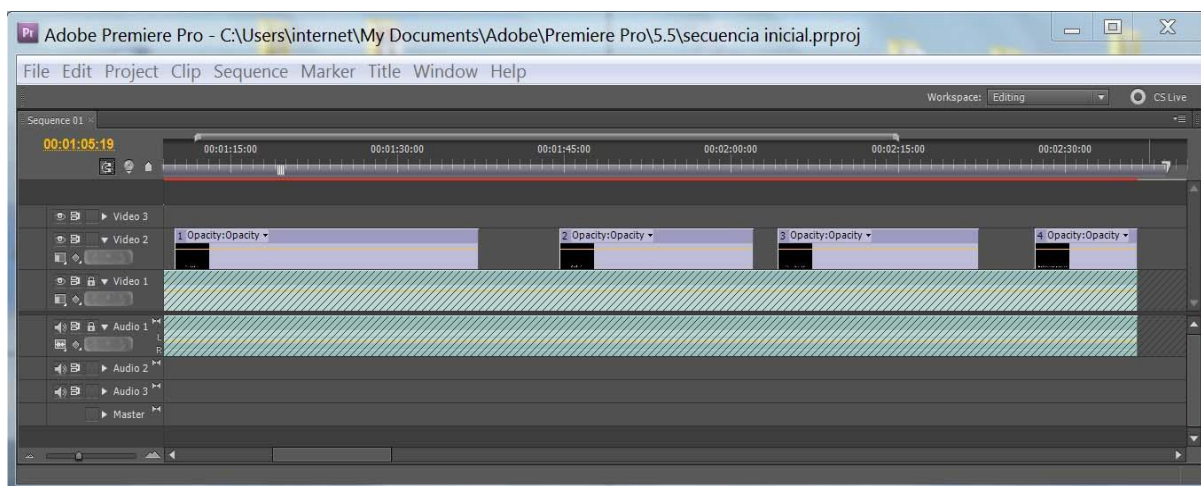 Pr Adobe Premiere Pro - C:\Users\internet\My Documents\Adobe\Premiere Pro\5.5\secuencia inicial.prproj
File Edit Project Clip Sequence Marker Title Window Help
Workspace: Editing CS Live
Sequence 01
00:01:05:19
00:01:15:00 00:01:30:00 00:01:45:00 00:02:00:00 00:02:15:00 00:02:30:00
Video 3
Video 2
1 Opacity:Opacity 2 Opacity:Opacity 3 Opacity:Opacity 4 Opacity:Opacity
Video 1
Audio 1
L
R
Audio 2
Audio 3
Master